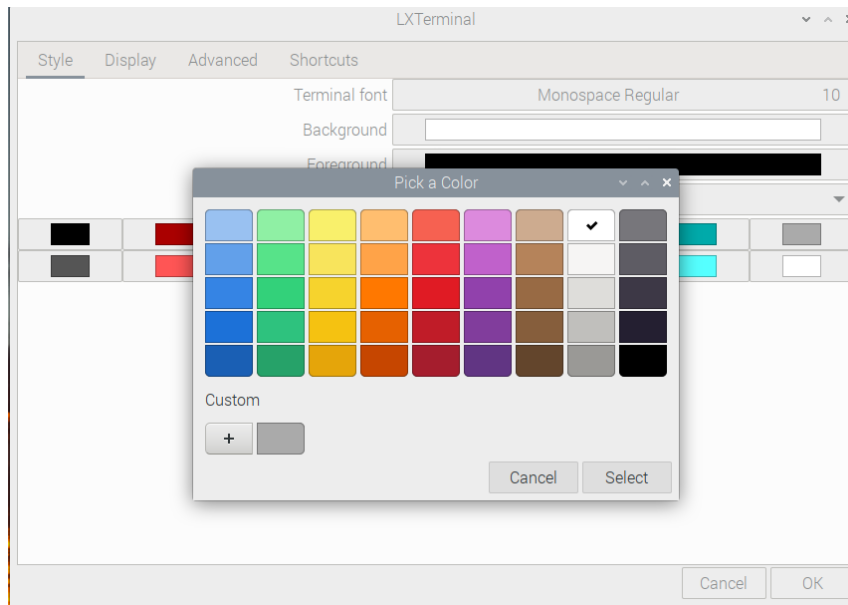 LXTerminal
Style Display Advanced Shortcuts
Terminal font Monospace Regular 10
Background
Foreground
Pick a Color
Custom
+
Cancel Select
Cancel OK